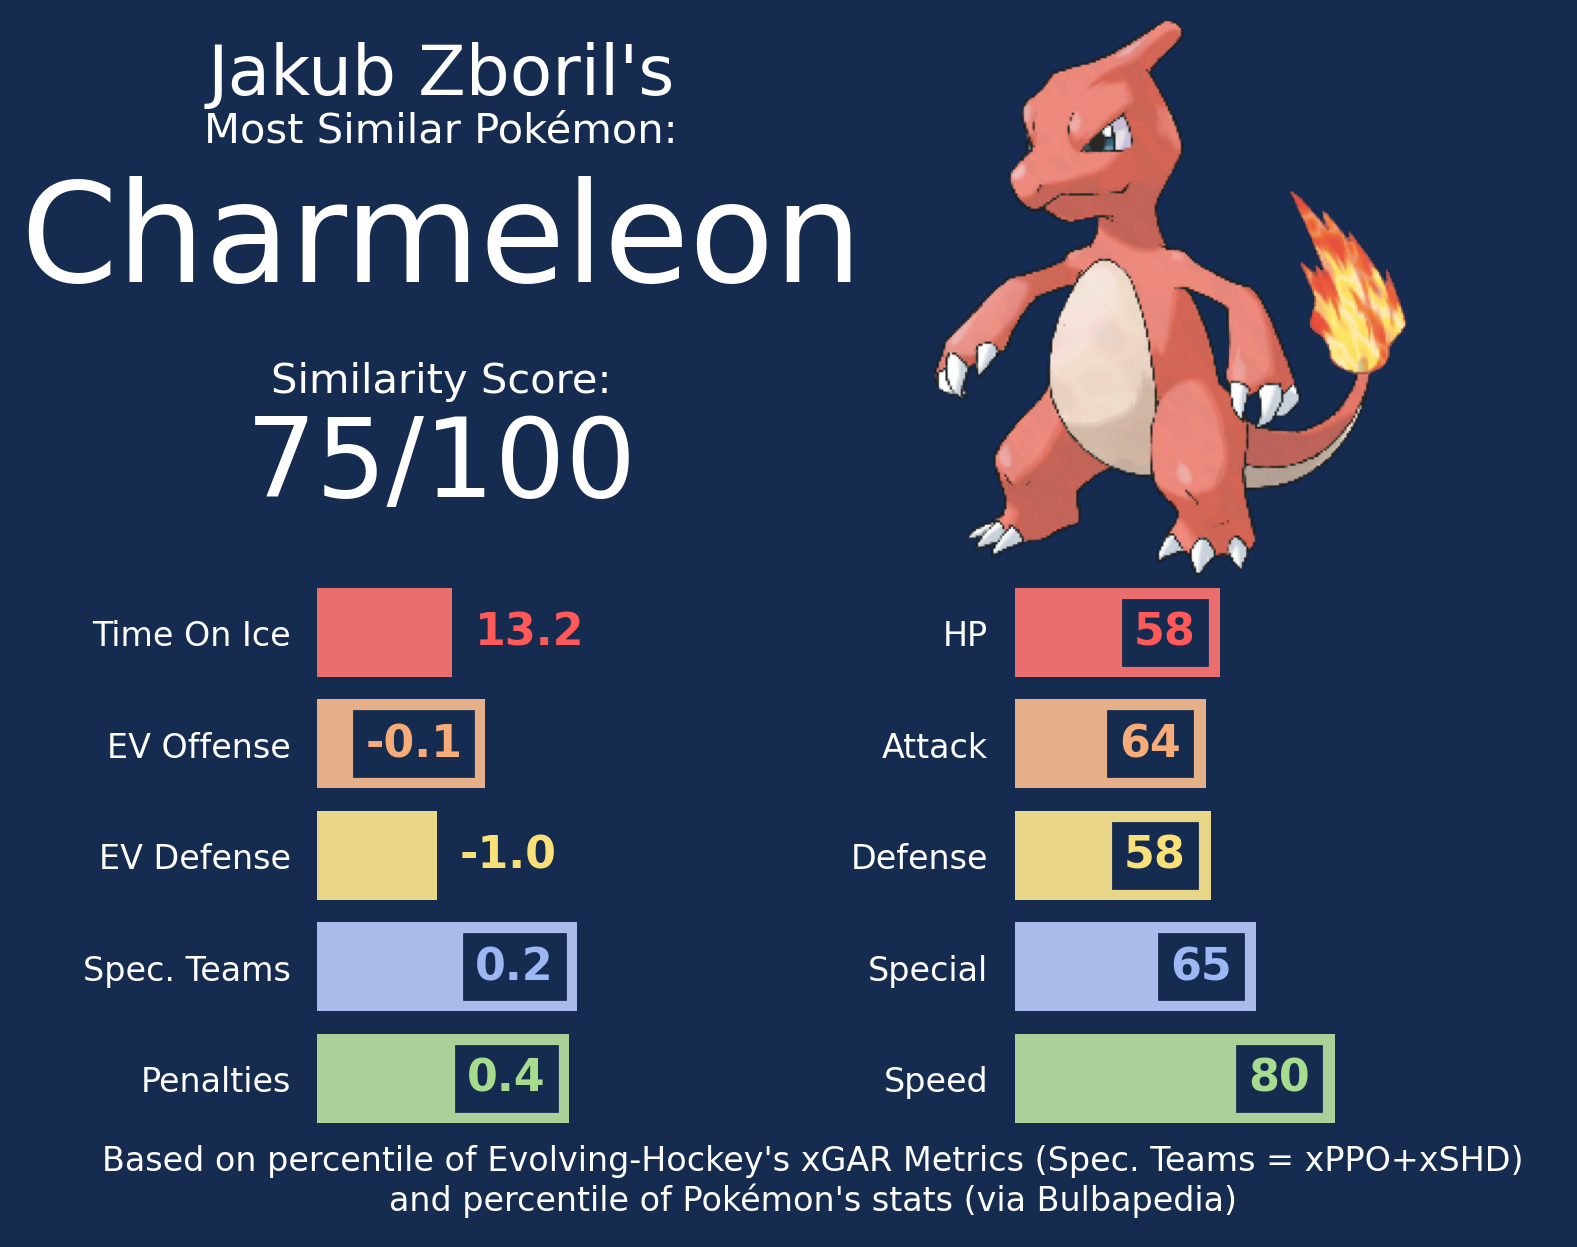 Jakub Zboril's
Most Similar Pokémon:
Charmeleon
Similarity Score:
75/100
Time On Ice 13.2
EV Offense -0.1
EV Defense -1.0
Spec. Teams 0.2
Penalties 0.4
HP 58
Attack 64
Defense 58
Special 65
Speed 80
Based on percentile of Evolving-Hockey's xGAR Metrics (Spec. Teams = xPPO+xSHD)
and percentile of Pokémon's stats (via Bulbapedia)